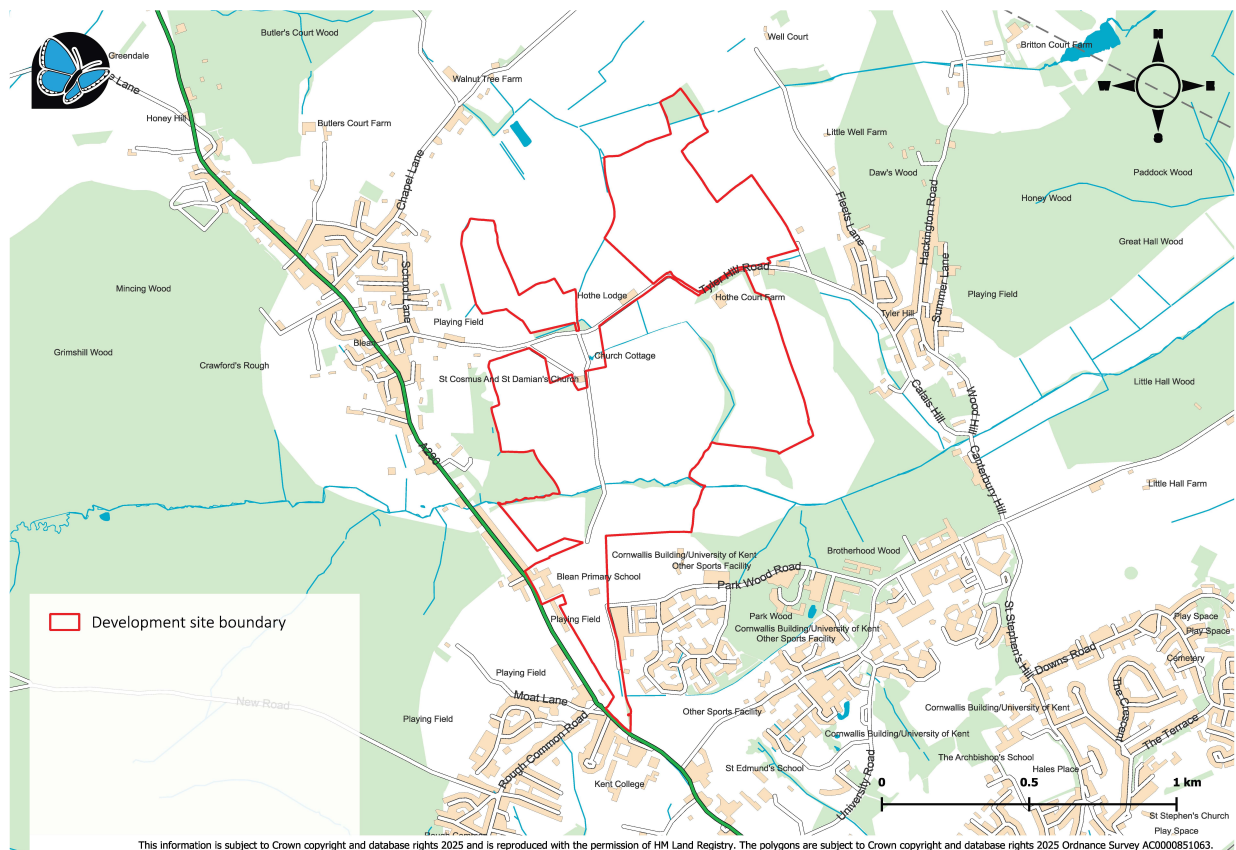 Butler's Court Wood
Well Court
Britton Court Farm
Greendale
e Lane
Walnut Tree Farm
N
W
E
S
Honey Hill
Butlers Court Farm
Little Well Farm
Daw's Wood
Paddock Wood
Chapel Lane
Fleets Lane
Hackington Road
Honey Wood
Great Hall Wood
Mincing Wood
School Lane
Tyler Hill Road
Summer Lane
Hothe Lodge
Hothe Court Farm
Playing Field
Playing Field
Tyler Hill
Grimshill Wood
Blean
Crawford's Rough
Church Cottage
St Cosmus And St Damian's Church
Little Hall Wood
Calais Hill
Wood Hill
A290
Canterbury Hill
Little Hall Farm
Cornwallis Building/University of Kent
Other Sports Facility
Brotherhood Wood
Blean Primary School
Park Wood Road
Development site boundary
Playing Field
Park Wood
Cornwallis Building/University of Kent
Other Sports Facility
St Stephen's Hill
Play Space
Play Space
Downs Road
Cemetery
Playing Field
New Road
Moat Lane
Playing Field
Rough Common Road
Other Sports Facility
Cornwallis Building/University of Kent
Cornwallis Building/University of Kent
The Crescent
The Terrace
The Archbishop's School
Hales Place
St Edmund's School
Kent College
University Road
0
0.5
1 km
St Stephen's Church
Play Space
This information is subject to Crown copyright and database rights 2025 and is reproduced with the permission of HM Land Registry. The polygons are subject to Crown copyright and database rights 2025 Ordnance Survey AC0000851063.